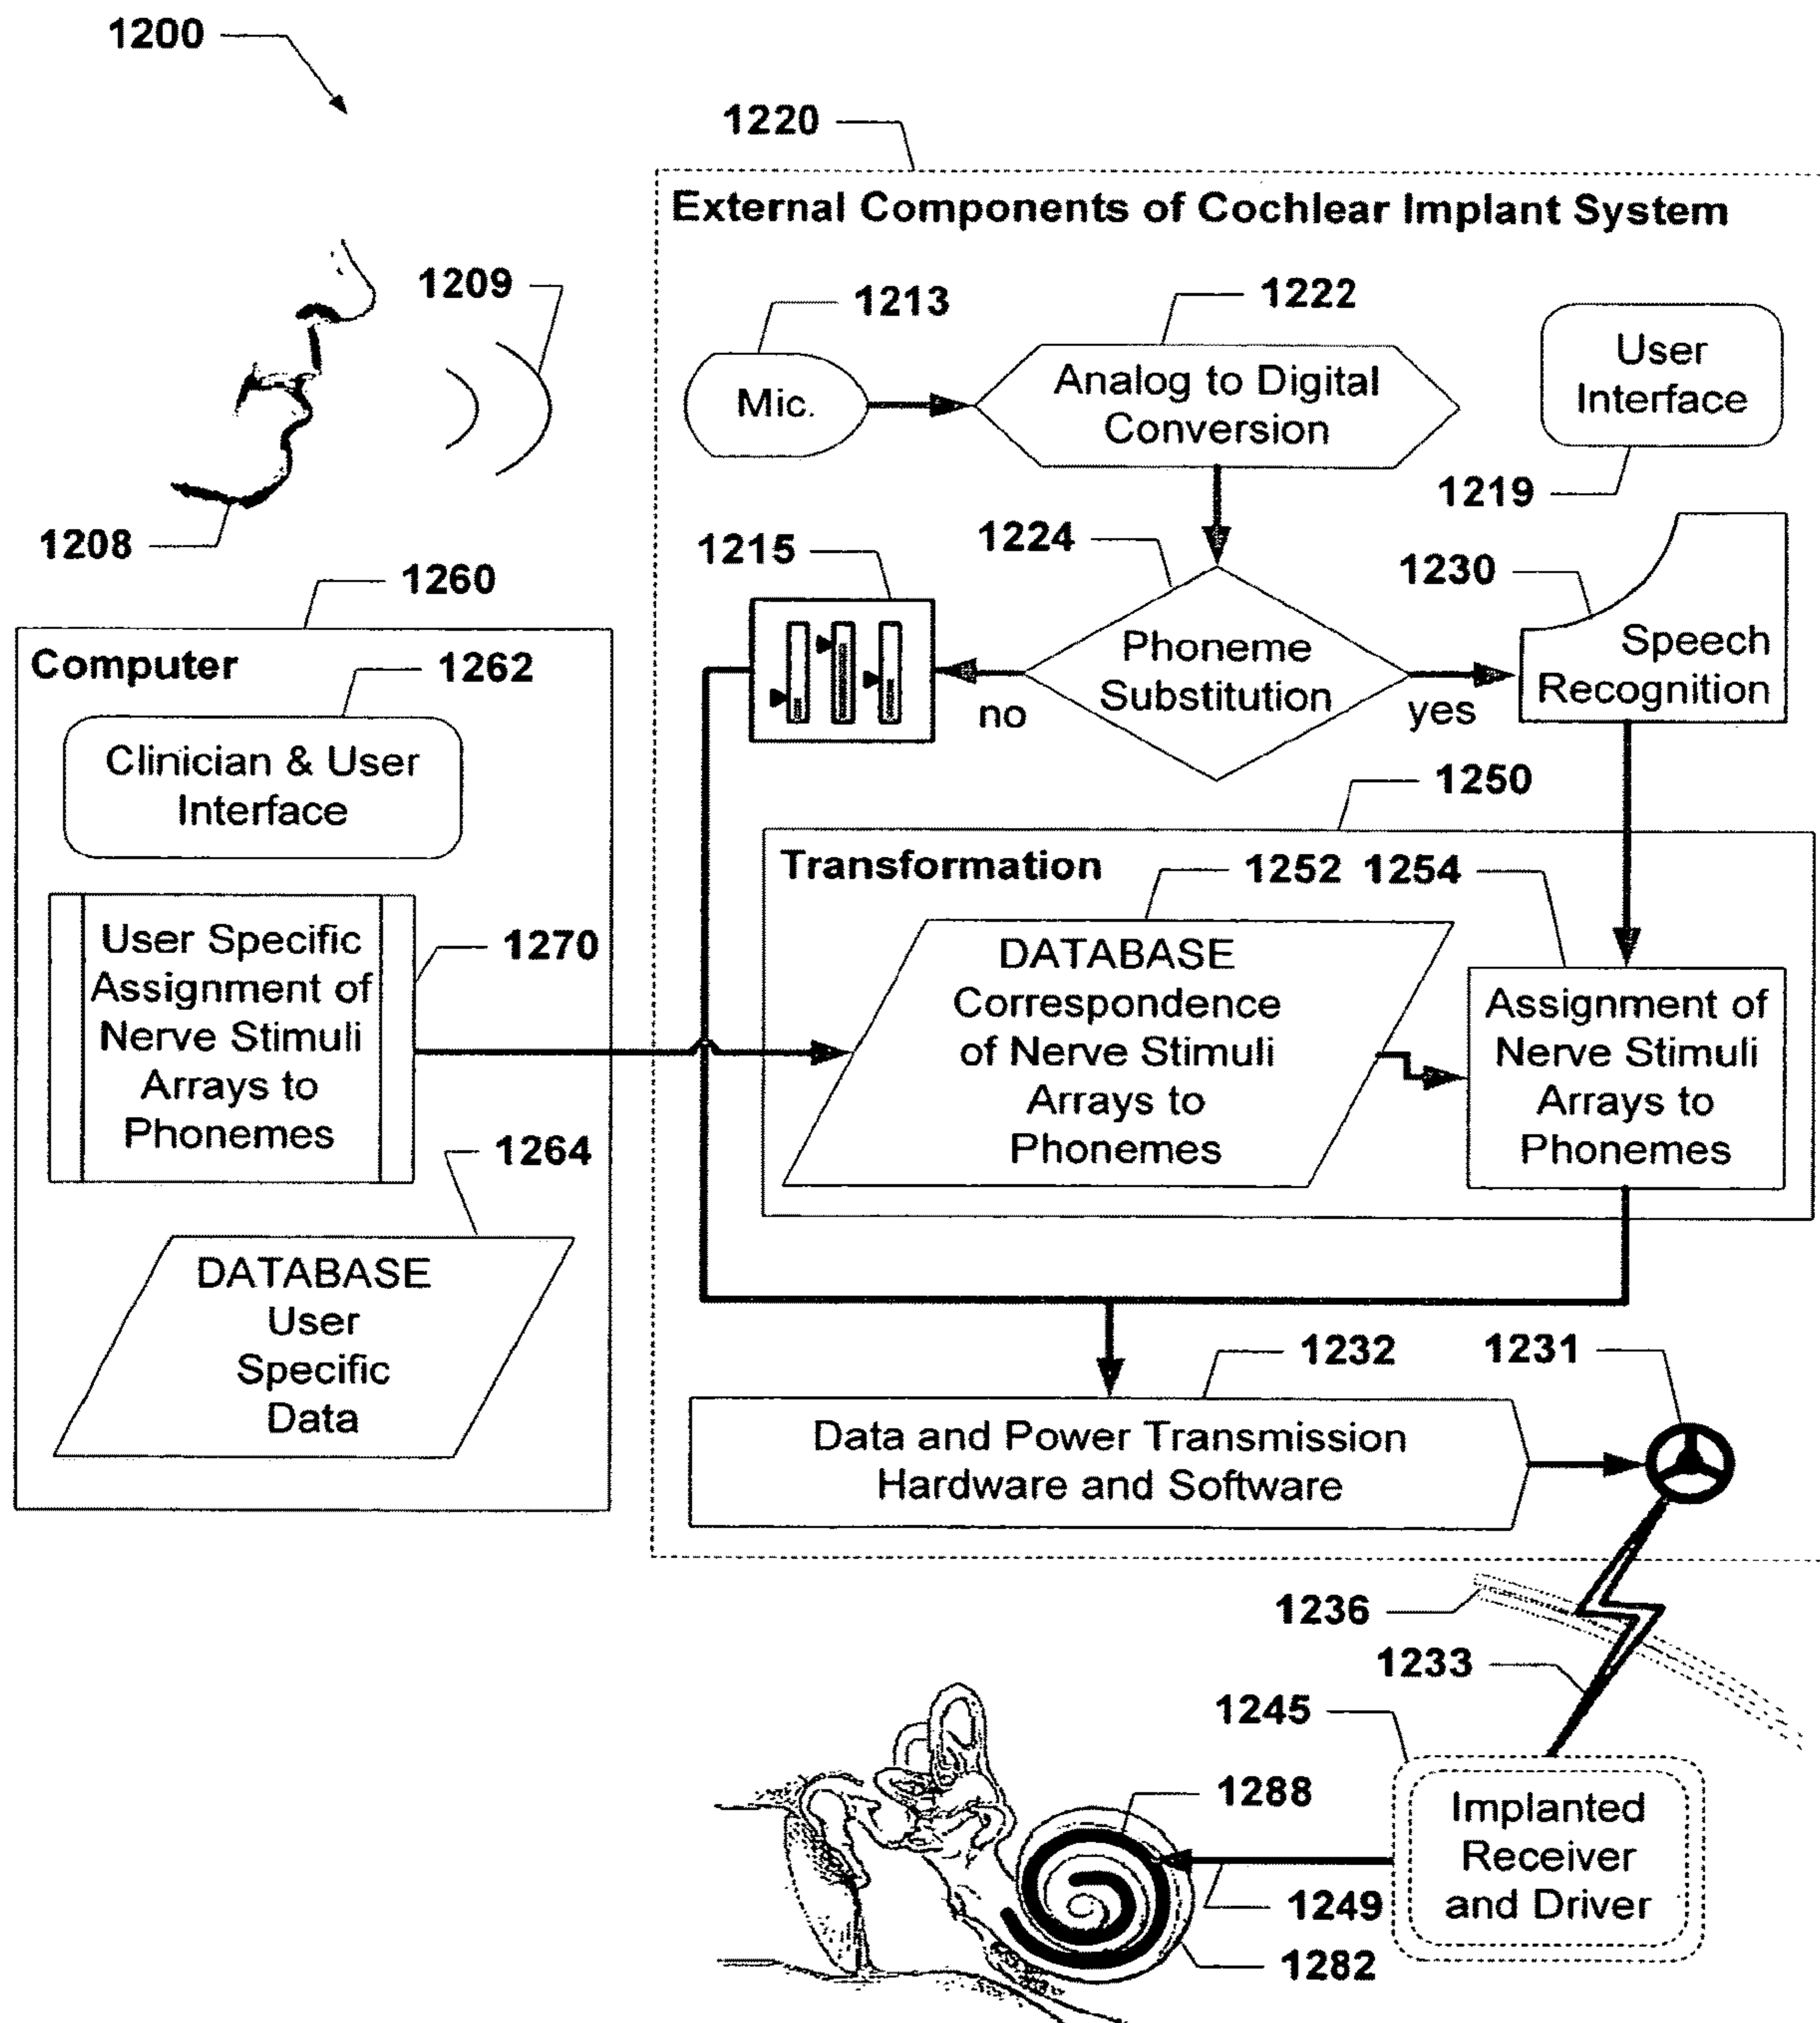 1200
1220
External Components of Cochlear Implant System
1209
1213
1222
Mic.
Analog to Digital
Conversion
User
Interface
1219
1208
1215
1224
1230
Phoneme
Substitution
no
yes
Speech
Recognition
1260
Computer
1262
Clinician & User
Interface
User Specific
Assignment of
Nerve Stimuli
Arrays to
Phonemes
1270
1264
DATABASE
User
Specific
Data
1250
Transformation
1252
1254
DATABASE
Correspondence
of Nerve Stimuli
Arrays to
Phonemes
Assignment of
Nerve Stimuli
Arrays to
Phonemes
1232
1231
Data and Power Transmission
Hardware and Software
1236
1233
1245
1288
Implanted
Receiver
and Driver
1249
1282